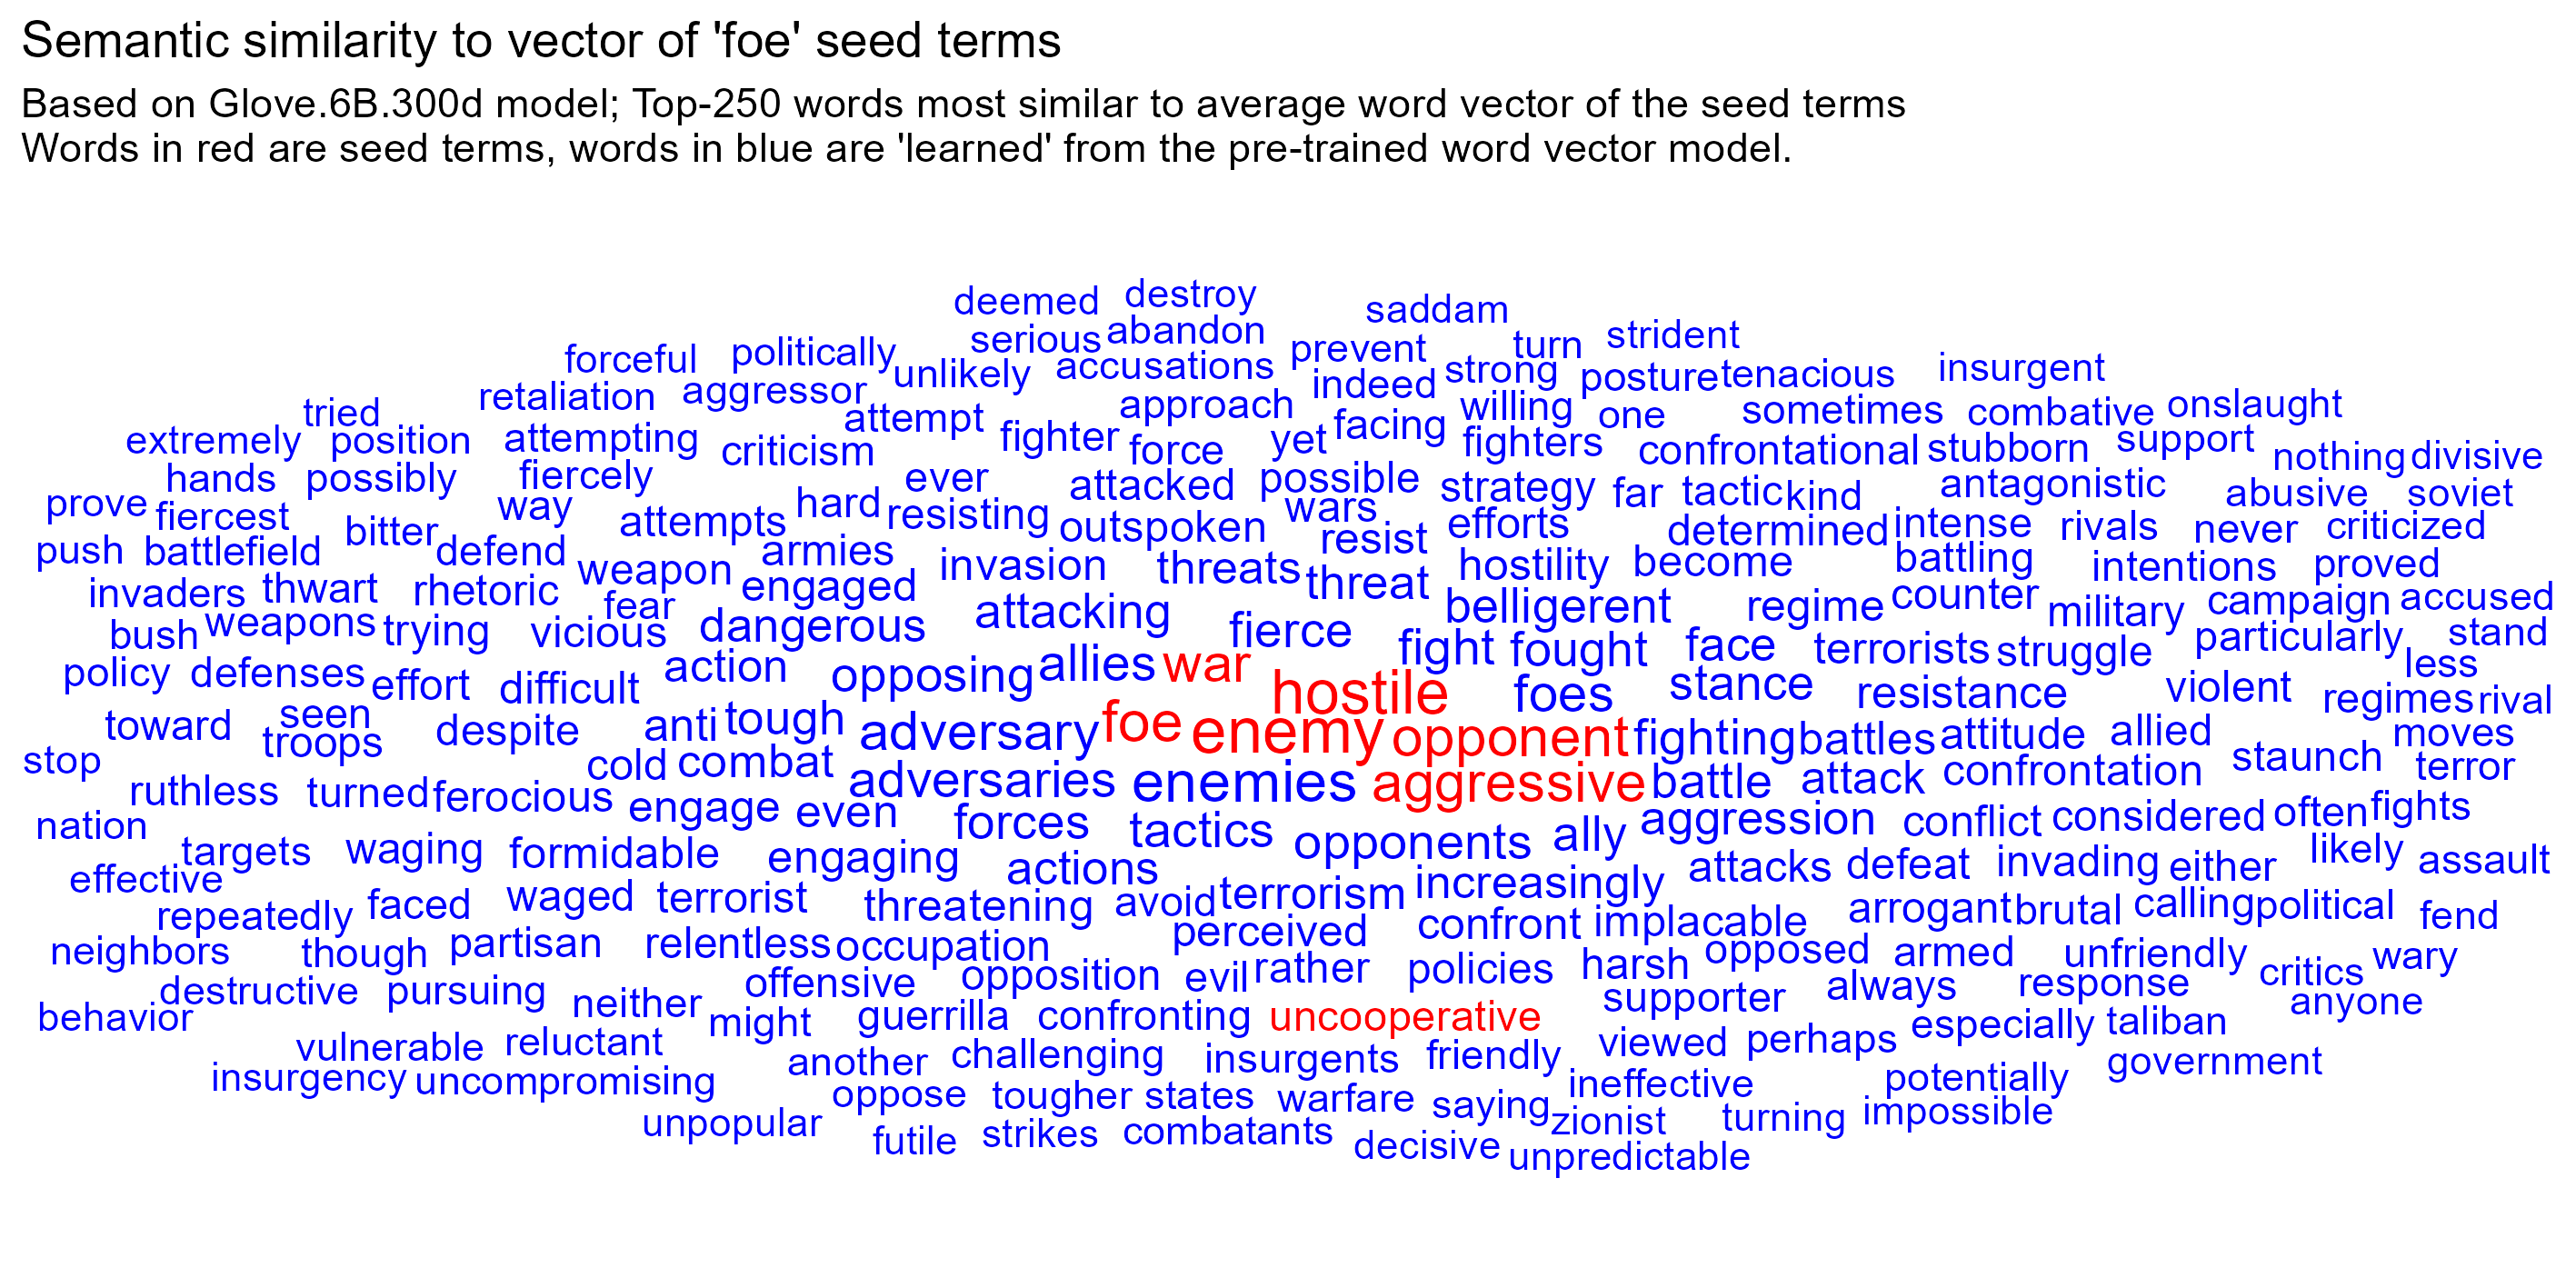 Semantic similarity to vector of 'foe' seed terms
Based on Glove.6B.300d model; Top-250 words most similar to average word vector of the seed terms
Words in red are seed terms, words in blue are 'learned' from the pre-trained word vector model.
deemed destroy saddam
serious abandon prevent turn strident
forceful politically unlikely accusations indeed strong posture tenacious insurgent
retaliation aggressor attempt approach facing willing one sometimes combative onslaught
tried
extremely position attempting criticism fighter force yet fighters confrontational stubborn support nothing divisive
hands possibly fiercely ever attacked possible strategy far tactic kind antagonistic abusive soviet
prove fiercest way attempts hard resisting outspoken wars efforts determined intense rivals never criticized
bitter resist
push battlefield defend weapon armies invasion threats threat hostility become battling intentions proved
invaders thwart rhetoric fear engaged attacking belligerent regime counter military campaign accused
bush weapons trying vicious dangerous fierce fight fought face terrorists struggle particularly stand
policy defenses effort difficult action opposing allies war hostile foes stance resistance violent less
regimes rival
toward seen troops despite anti tough adversary foe enemy opponent fighting battles attitude allied moves
stop cold combat adversaries enemies aggressive battle attack confrontation staunch terror
ruthless turned ferocious engage even forces tactics opponents ally aggression conflict considered often fights
nation
targets waging formidable engaging actions increasingly attacks defeat invading either likely assault
effective
repeatedly faced waged terrorist threatening avoid terrorism confront implacable arrogant brutal calling political fend
neighbors though partisan relentless occupation perceived policies harsh opposed armed unfriendly critics wary
destructive pursuing neither offensive opposition evil rather supporter always response anyone
behavior might guerrilla confronting uncooperative viewed perhaps especially taliban
vulnerable reluctant another challenging insurgents friendly ineffective potentially government
insurgency uncompromising oppose tougher states warfare saying zionist turning impossible
unpopular futile strikes combatants decisive unpredictable